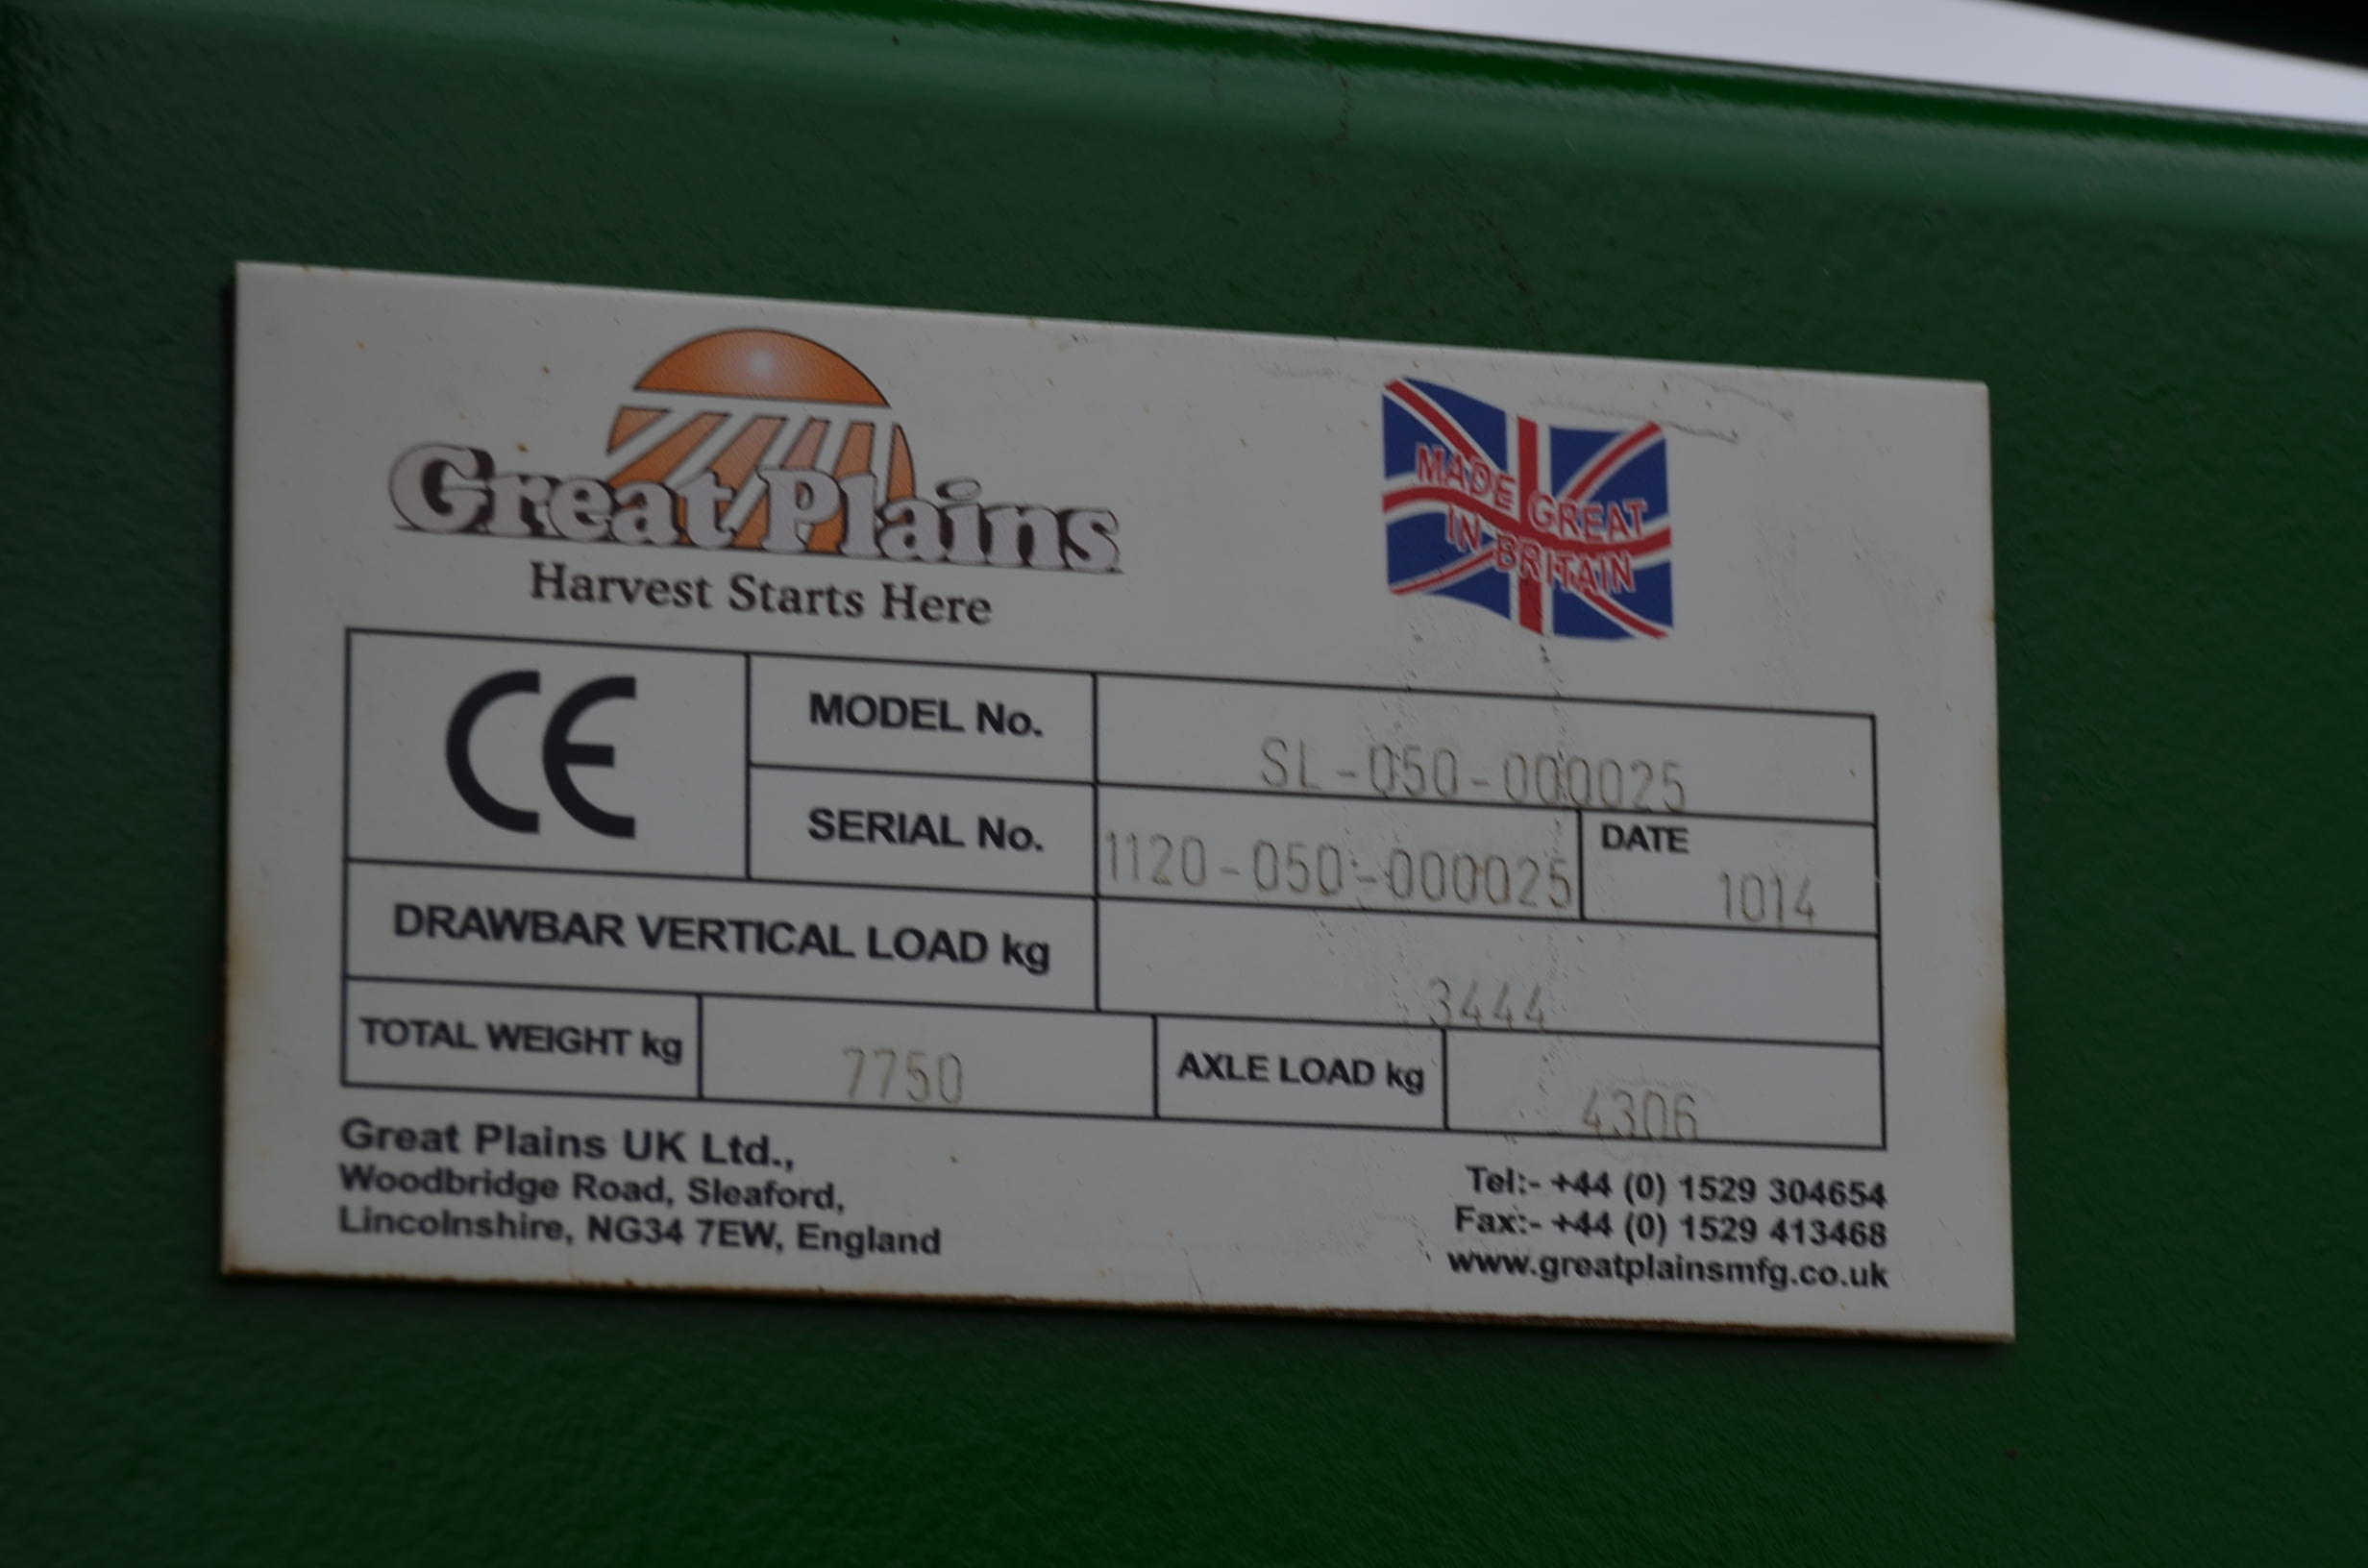 Great Plains
Harvest Starts Here
MADE GREAT
IN BRITAIN
CE
MODEL No.
SL-050-000025
SERIAL No.
1120-050-000025
DATE
1014
DRAWBAR VERTICAL LOAD kg
3444
TOTAL WEIGHT kg
7750
AXLE LOAD kg
4306
Great Plains UK Ltd.,
Woodbridge Road, Sleaford,
Lincolnshire, NG34 7EW, England
Tel:- +44 (0) 1529 304654
Fax:- +44 (0) 1529 413468
www.greatplainsmfg.co.uk